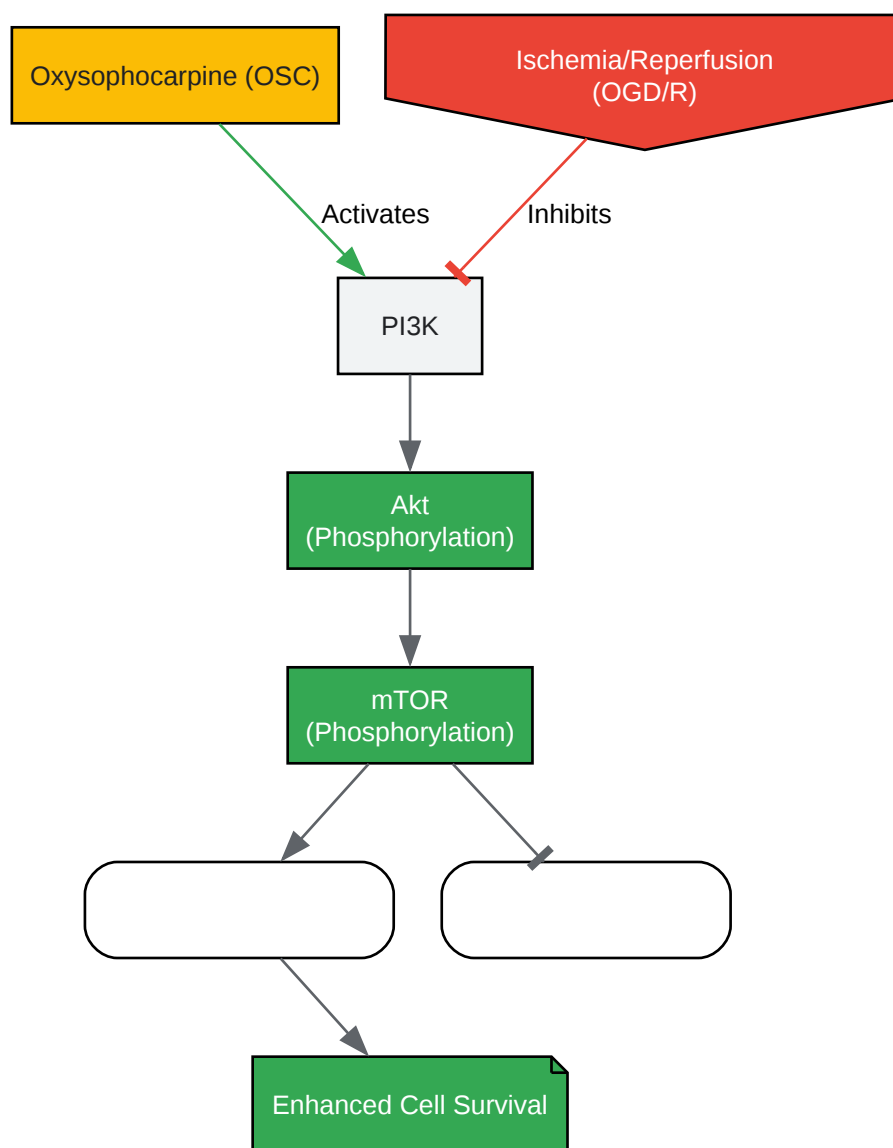 Oxysophocarpine (OSC)
Ischemia/Reperfusion
(OGD/R)
Activates
Inhibits
PI3K
Akt
(Phosphorylation)
mTOR
(Phosphorylation)
Enhanced Cell Survival